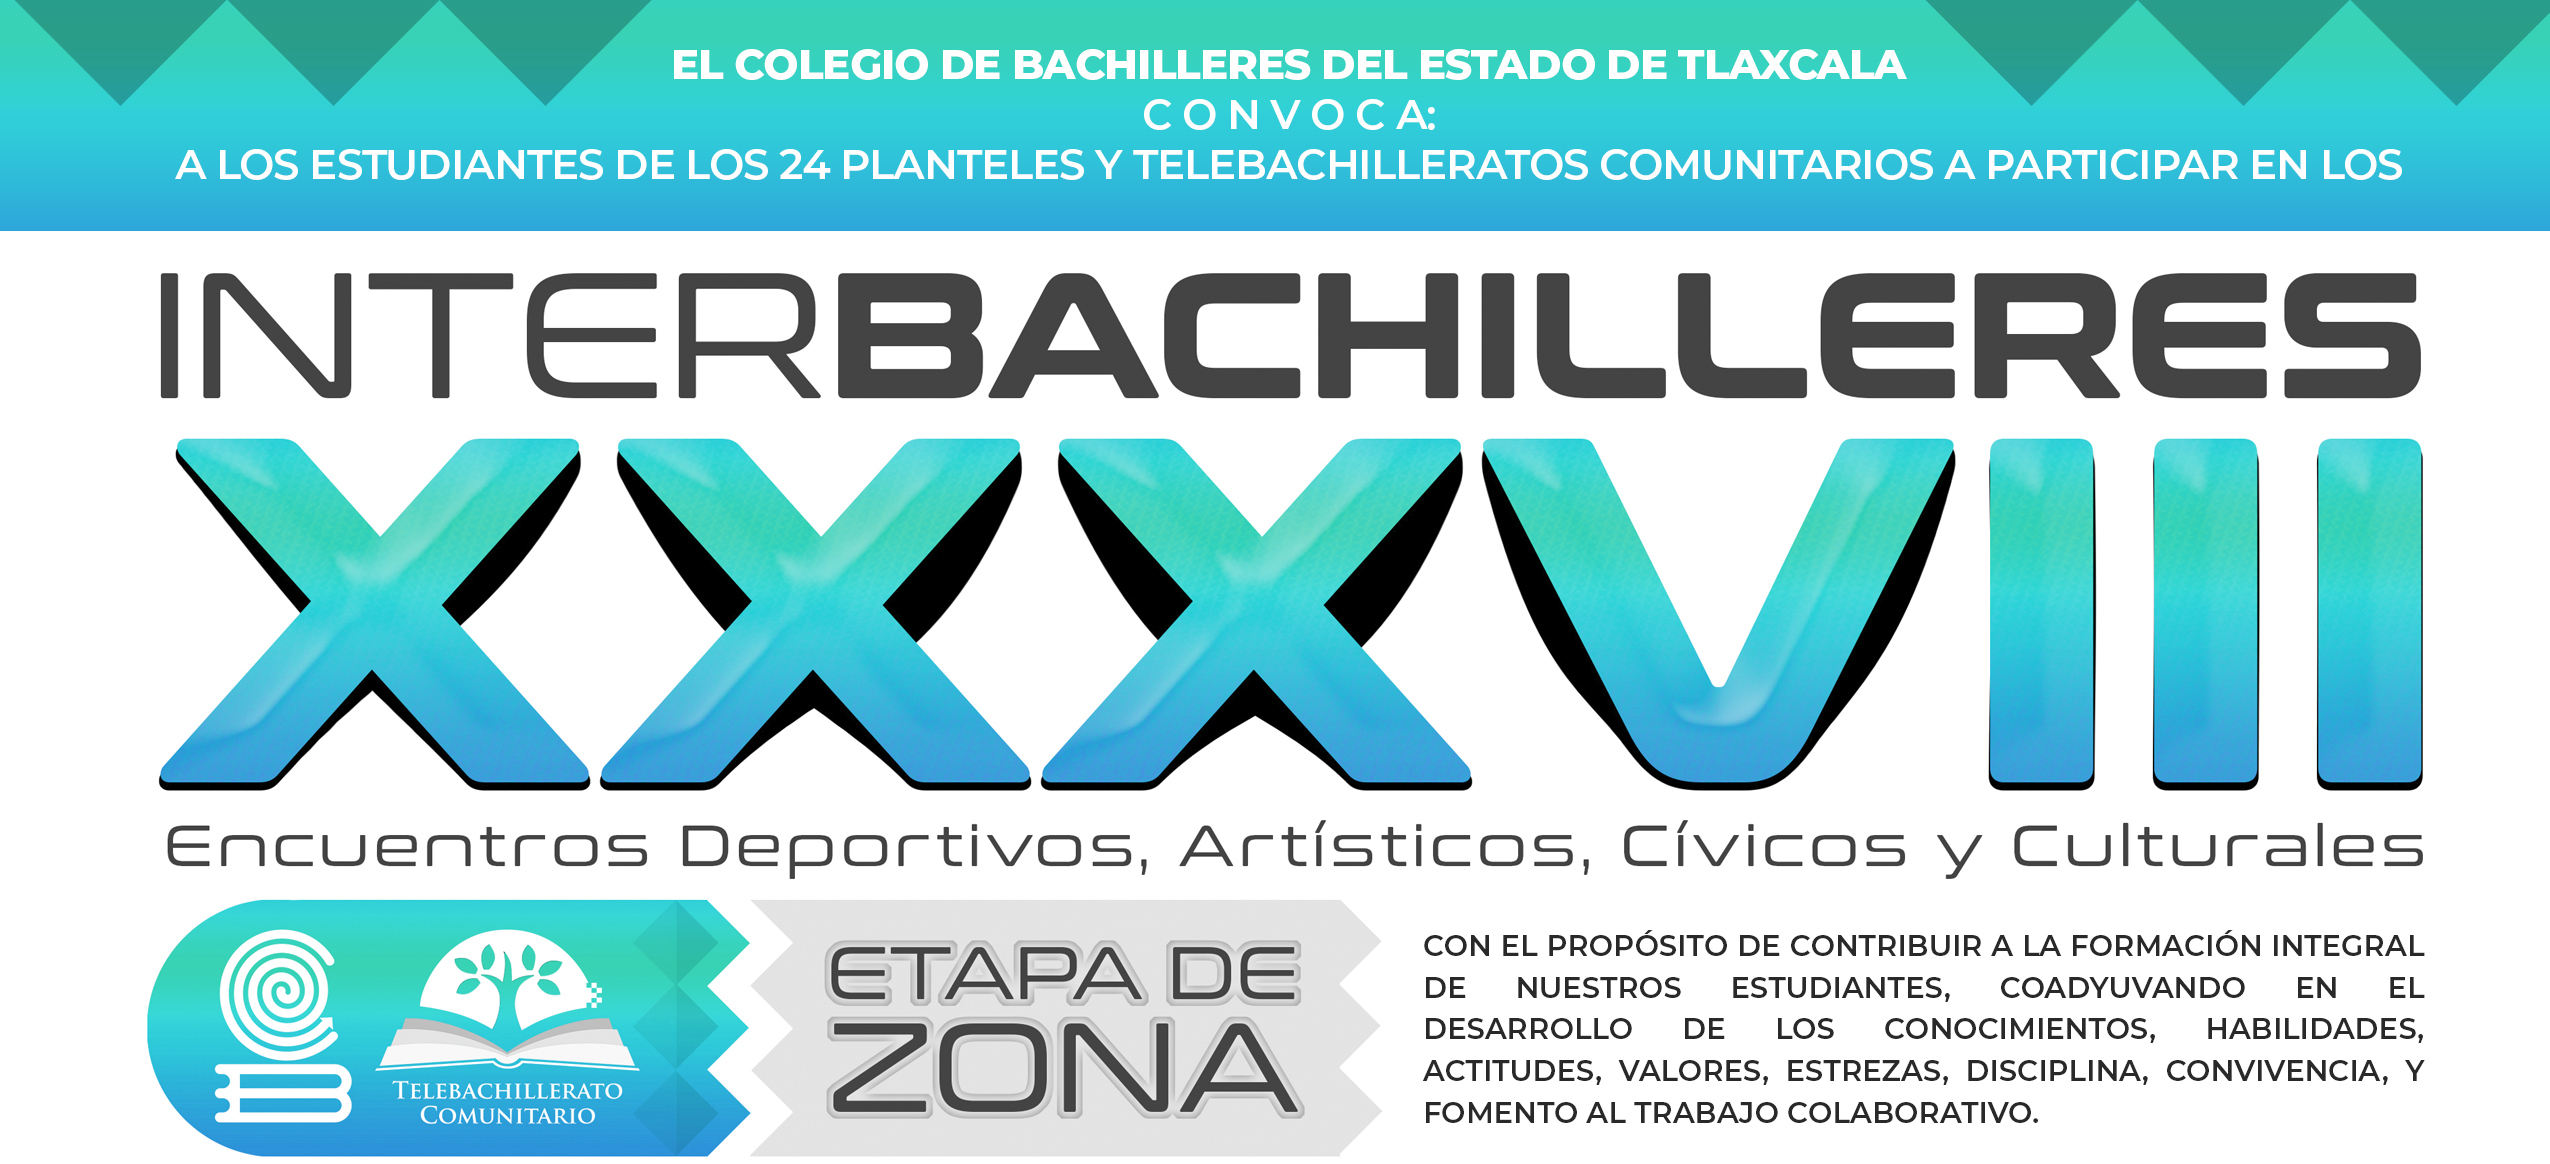 EL COLEGIO DE BACHILLERES DEL ESTADO DE TLAXCALA
CONVOCA:
A LOS ESTUDIANTES DE LOS 24 PLANTELES Y TELEBACHILLERATOS COMUNITARIOS A PARTICIPAR EN LOS
INTERBACHILLERES
XXXVIII
Encuentros Deportivos, Artísticos, Cívicos y Culturales
TELEBACHILLERATO
COMUNITARIO
ETAPA DE
ZONA
CON EL PROPÓSITO DE CONTRIBUIR A LA FORMACIÓN INTEGRAL
DE NUESTROS ESTUDIANTES, COADYUVANDO EN EL
DESARROLLO DE LOS CONOCIMIENTOS, HABILIDADES,
ACTITUDES, VALORES, ESTREZAS, DISCIPLINA, CONVIVENCIA, Y
FOMENTO AL TRABAJO COLABORATIVO.